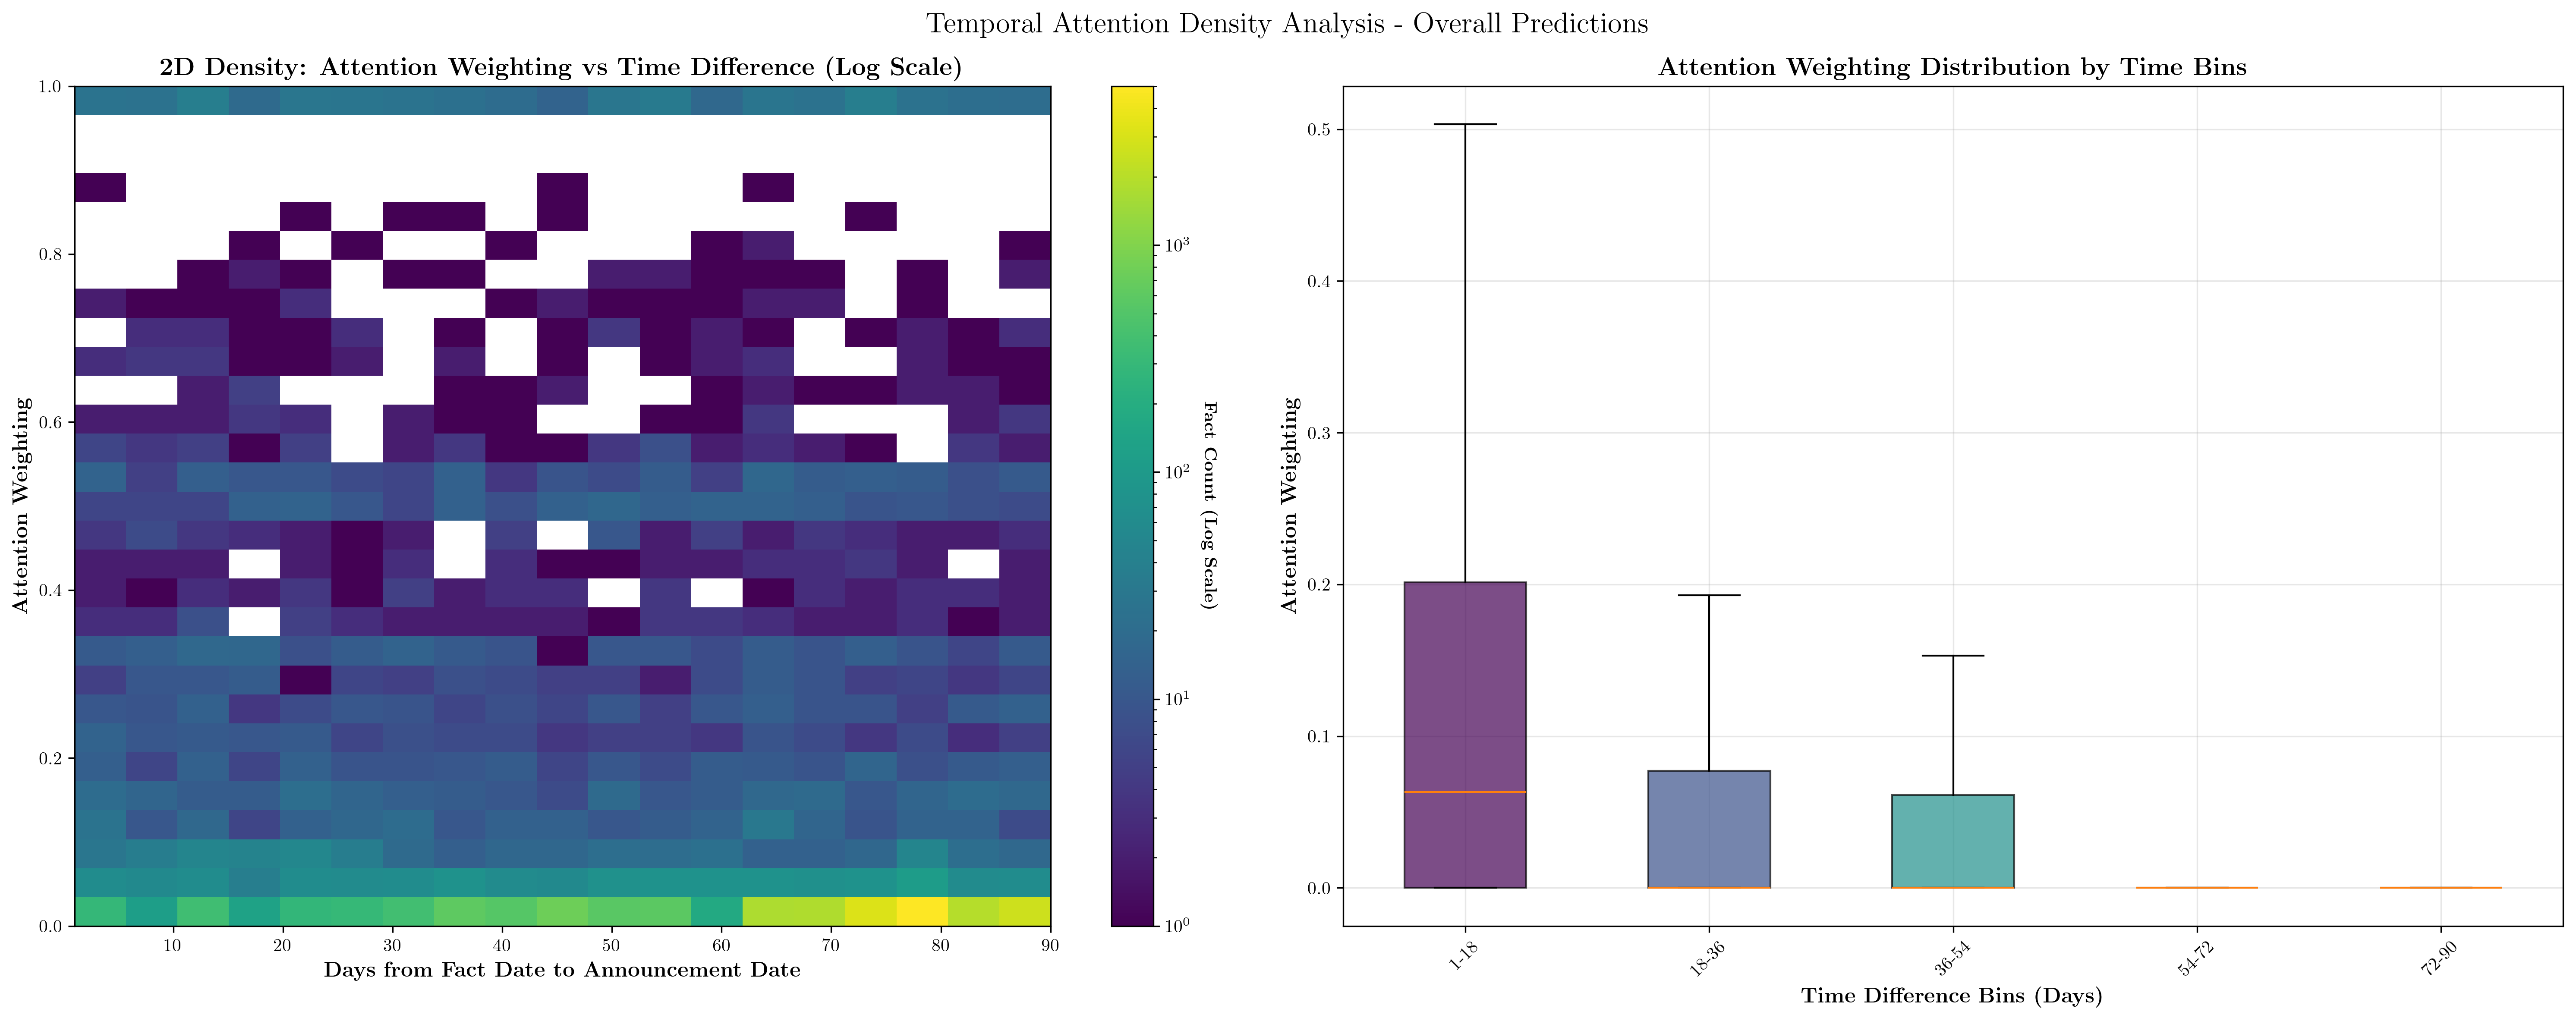 Temporal Attention Density Analysis - Overall Predictions
2D Density: Attention Weighting vs Time Difference (Log Scale)
1.0
0.8
0.6
0.4
0.2
0.0
Attention Weighting
10 20 30 40 50 60 70 80 90
Days from Fact Date to Announcement Date
10³
10²
10¹
10⁰
Fact Count (Log Scale)
Attention Weighting Distribution by Time Bins
0.5
0.4
0.3
0.2
0.1
0.0
Attention Weighting
1-18 18-36 36-54 54-72 72-90
Time Difference Bins (Days)